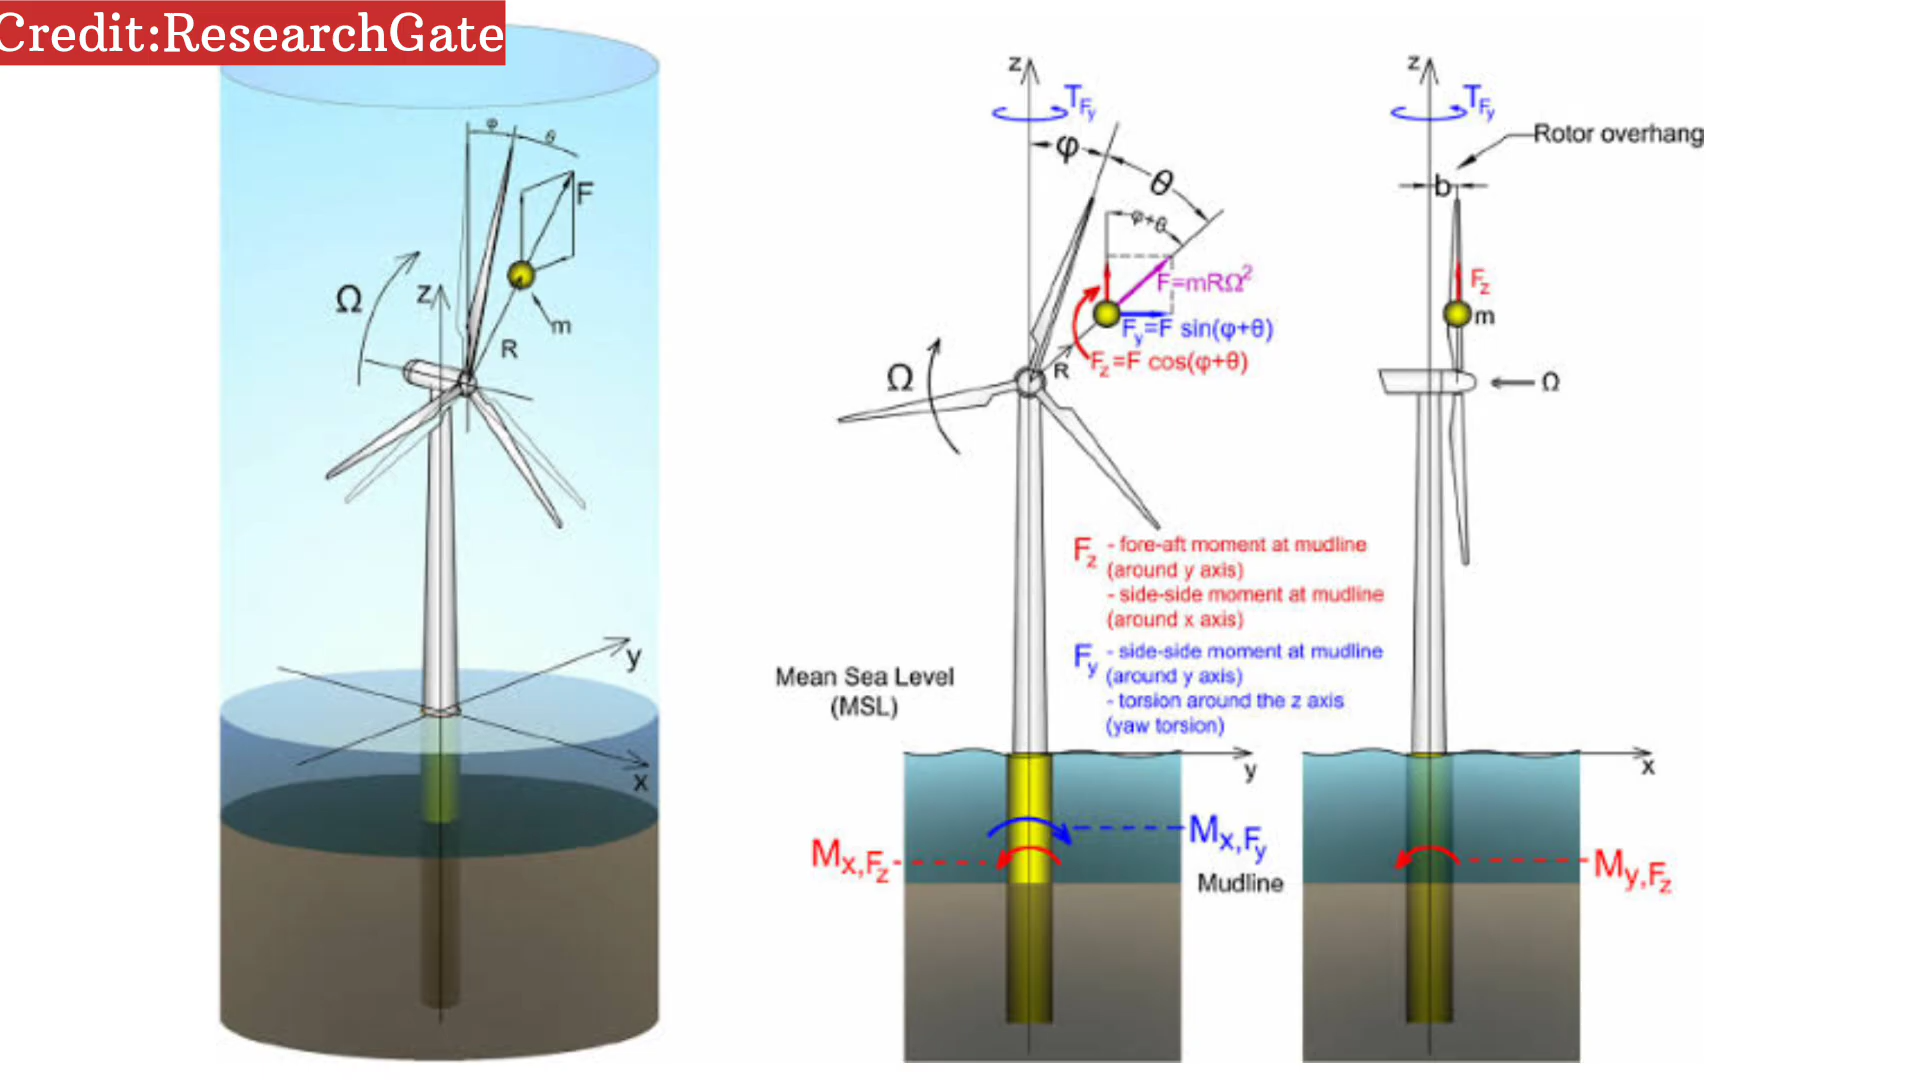 Credit:ResearchGate
φ
θ
F
Ω
z
m
R
y
x
z
T_Fy
φ
θ
φ+θ
F=mRΩ²
F_y=F sin(φ+θ)
F_z=F cos(φ+θ)
R
Ω
F_z - fore-aft moment at mudline
(around y axis)
- side-side moment at mudline
(around x axis)
F_y - side-side moment at mudline
(around y axis)
- torsion around the z axis
(yaw torsion)
Mean Sea Level
(MSL)
y
M_x,F_y
M_x,F_z
Mudline
z
T_Fy
Rotor overhang
b
F_z
m
Ω
x
M_y,F_z